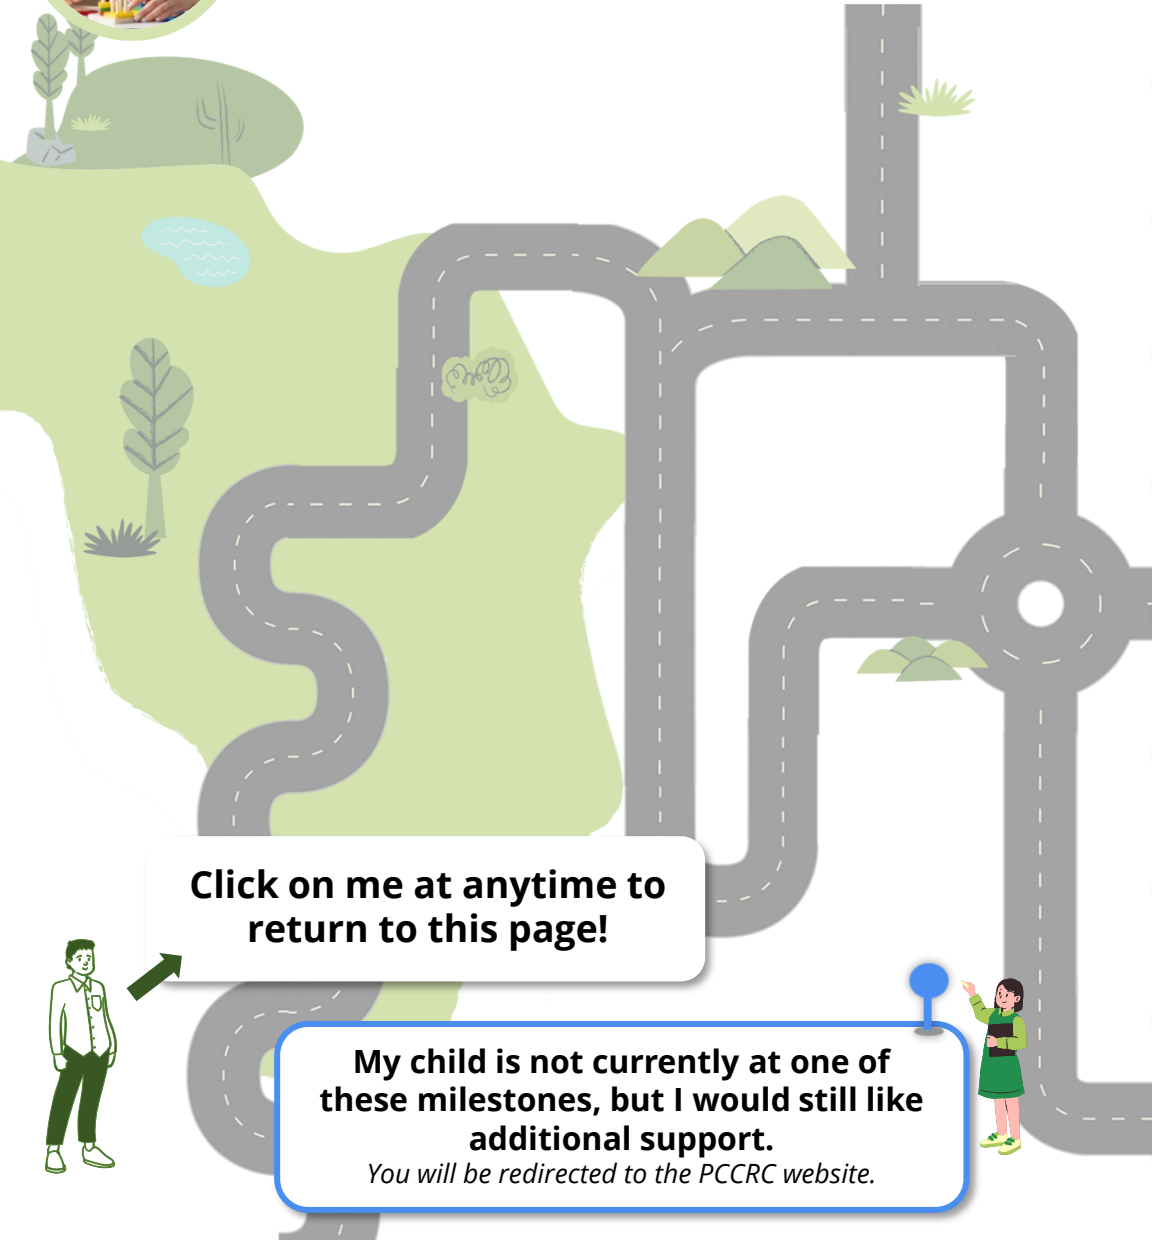 Click on me at anytime to
return to this page!
My child is not currently at one of
these milestones, but I would still like
additional support.
You will be redirected to the PCCRC website.